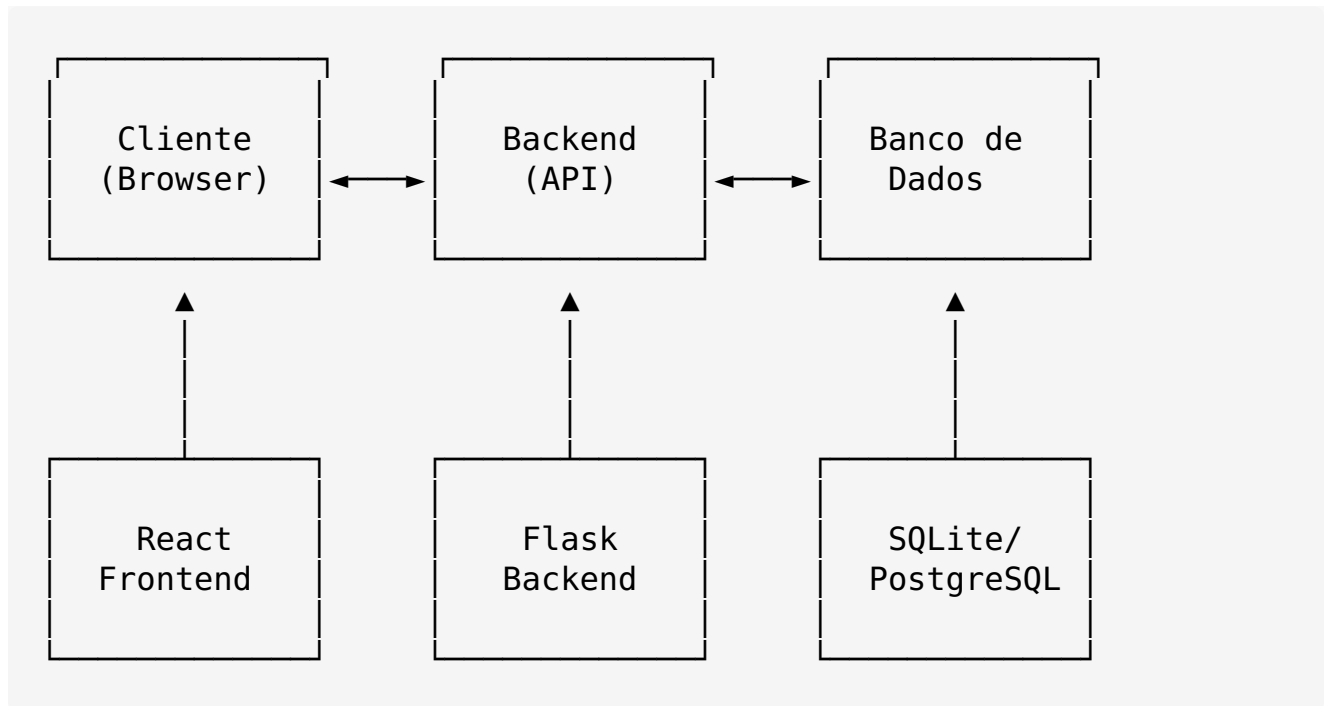 Cliente
(Browser)
Backend
(API)
Banco de
Dados
React
Frontend
Flask
Backend
SQLite/
PostgreSQL